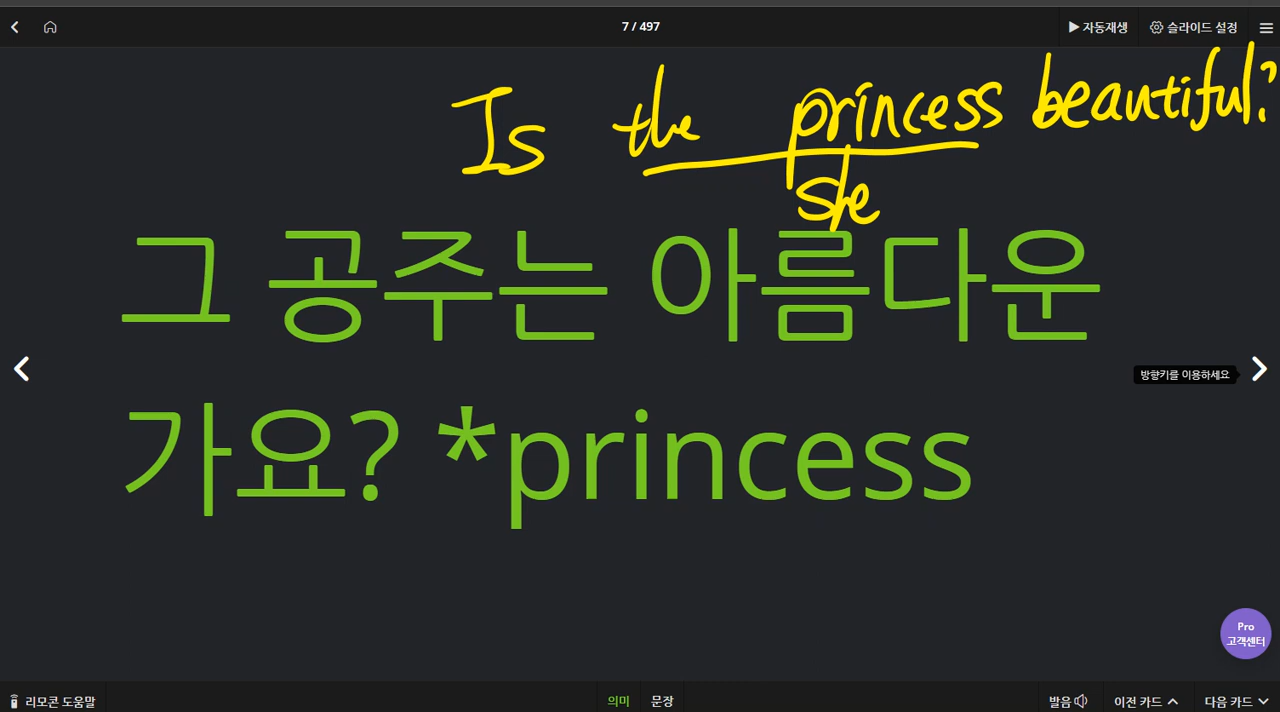 7 / 497
자동재생
슬라이드 설정
Is the princess beautiful?
she
그 공주는 아름다운
가요? *princess
방향키를 이용하세요
Pro
고객센터
리모콘 도움말
의미
문장
발음
이전 카드
다음 카드